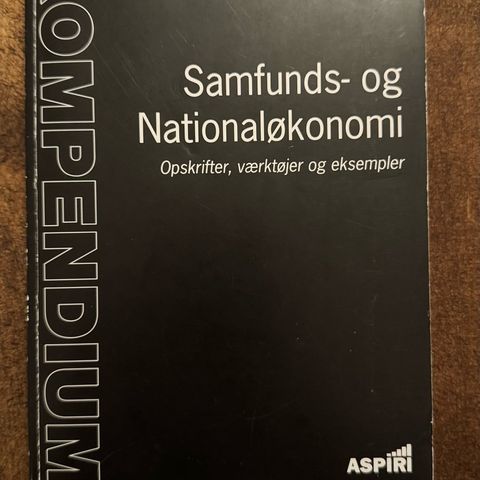 KOMPENDIUM
Samfunds- og
Nationaløkonomi
Opskrifter, værktøjer og eksempler
ASPIRI